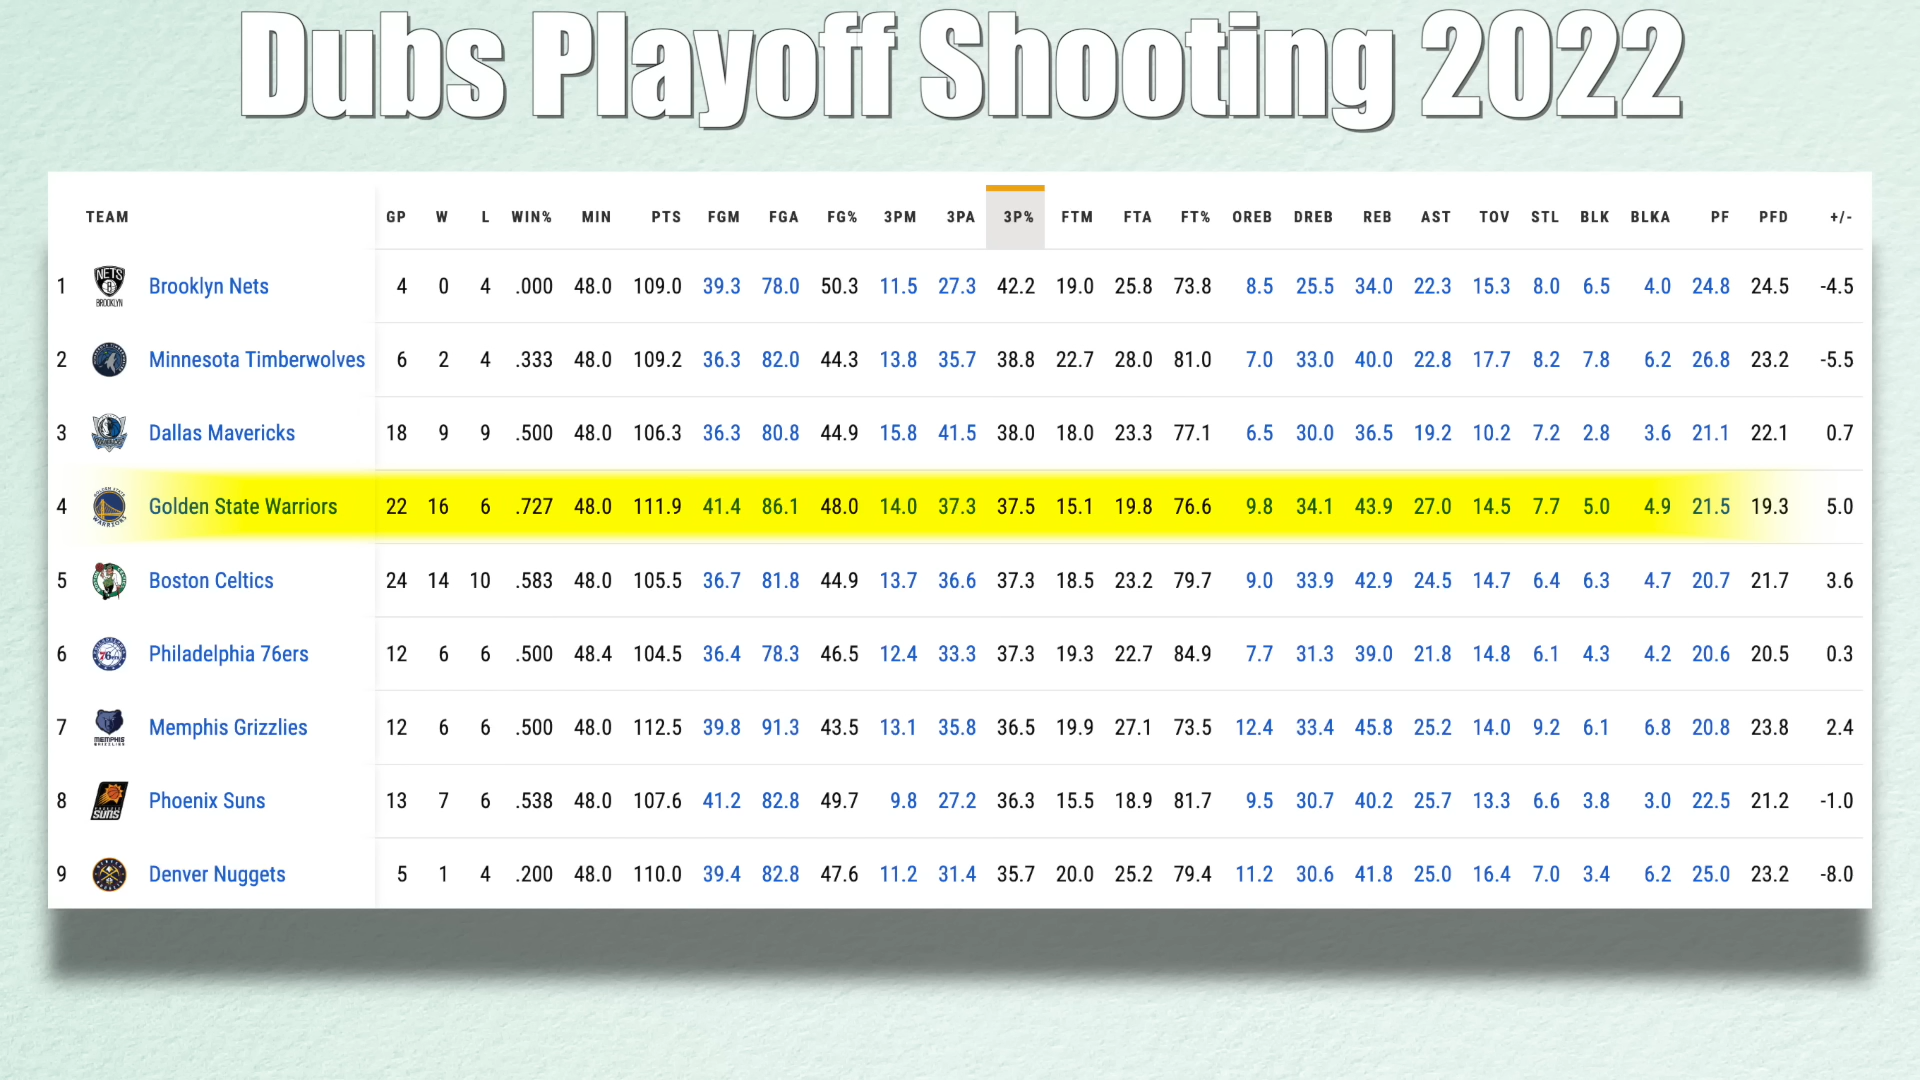 Dubs Playoff Shooting 2022
TEAM GP W L WIN% MIN PTS FGM FGA FG% 3PM 3PA 3P% FTM FTA FT% OREB DREB REB AST TOV STL BLK BLKA PF PFD +/-
1 NETS BROOKLYN Brooklyn Nets 4 0 4 .000 48.0 109.0 39.3 78.0 50.3 11.5 27.3 42.2 19.0 25.8 73.8 8.5 25.5 34.0 22.3 15.3 8.0 6.5 4.0 24.8 24.5 -4.5
2 Minnesota Timberwolves 6 2 4 .333 48.0 109.2 36.3 82.0 44.3 13.8 35.7 38.8 22.7 28.0 81.0 7.0 33.0 40.0 22.8 17.7 8.2 7.8 6.2 26.8 23.2 -5.5
3 Dallas Mavericks 18 9 9 .500 48.0 106.3 36.3 80.8 44.9 15.8 41.5 38.0 18.0 23.3 77.1 6.5 30.0 36.5 19.2 10.2 7.2 2.8 3.6 21.1 22.1 0.7
4 Golden State Warriors 22 16 6 .727 48.0 111.9 41.4 86.1 48.0 14.0 37.3 37.5 15.1 19.8 76.6 9.8 34.1 43.9 27.0 14.5 7.7 5.0 4.9 21.5 19.3 5.0
5 Boston Celtics 24 14 10 .583 48.0 105.5 36.7 81.8 44.9 13.7 36.6 37.3 18.5 23.2 79.7 9.0 33.9 42.9 24.5 14.7 6.4 6.3 4.7 20.7 21.7 3.6
6 76ers Philadelphia 76ers 12 6 6 .500 48.4 104.5 36.4 78.3 46.5 12.4 33.3 37.3 19.3 22.7 84.9 7.7 31.3 39.0 21.8 14.8 6.1 4.3 4.2 20.6 20.5 0.3
7 MEMPHIS GRIZZLIES Memphis Grizzlies 12 6 6 .500 48.0 112.5 39.8 91.3 43.5 13.1 35.8 36.5 19.9 27.1 73.5 12.4 33.4 45.8 25.2 14.0 9.2 6.1 6.8 20.8 23.8 2.4
8 SUNS Phoenix Suns 13 7 6 .538 48.0 107.6 41.2 82.8 49.7 9.8 27.2 36.3 15.5 18.9 81.7 9.5 30.7 40.2 25.7 13.3 6.6 3.8 3.0 22.5 21.2 -1.0
9 Denver Nuggets 5 1 4 .200 48.0 110.0 39.4 82.8 47.6 11.2 31.4 35.7 20.0 25.2 79.4 11.2 30.6 41.8 25.0 16.4 7.0 3.4 6.2 25.0 23.2 -8.0